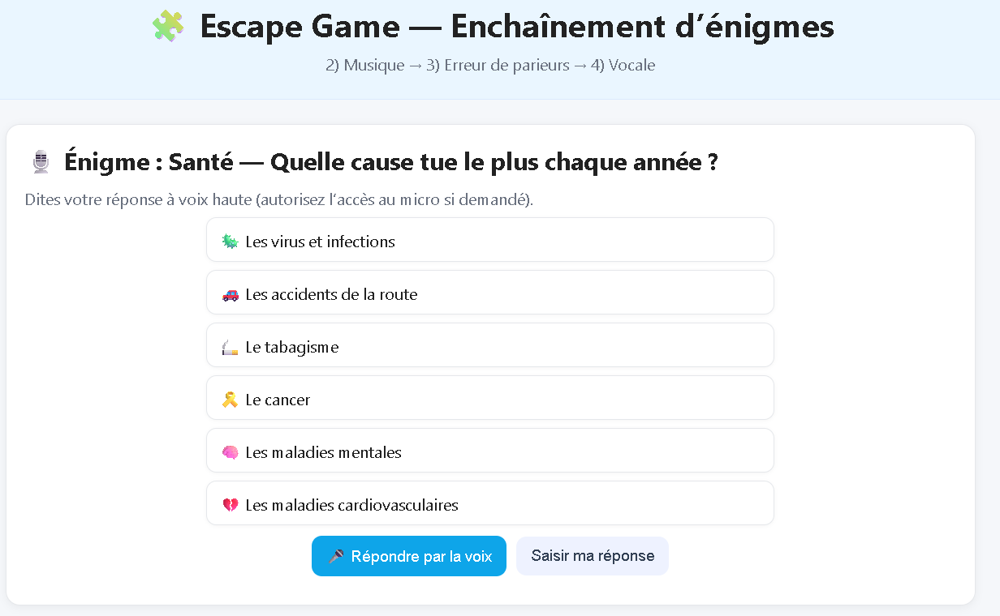 Escape Game — Enchaînement d’énigmes
2) Musique → 3) Erreur de parieurs → 4) Vocale
Énigme : Santé — Quelle cause tue le plus chaque année ?
Dites votre réponse à voix haute (autorisez l’accès au micro si demandé).
Les virus et infections
Les accidents de la route
Le tabagisme
Le cancer
Les maladies mentales
Les maladies cardiovasculaires
Répondre par la voix
Saisir ma réponse